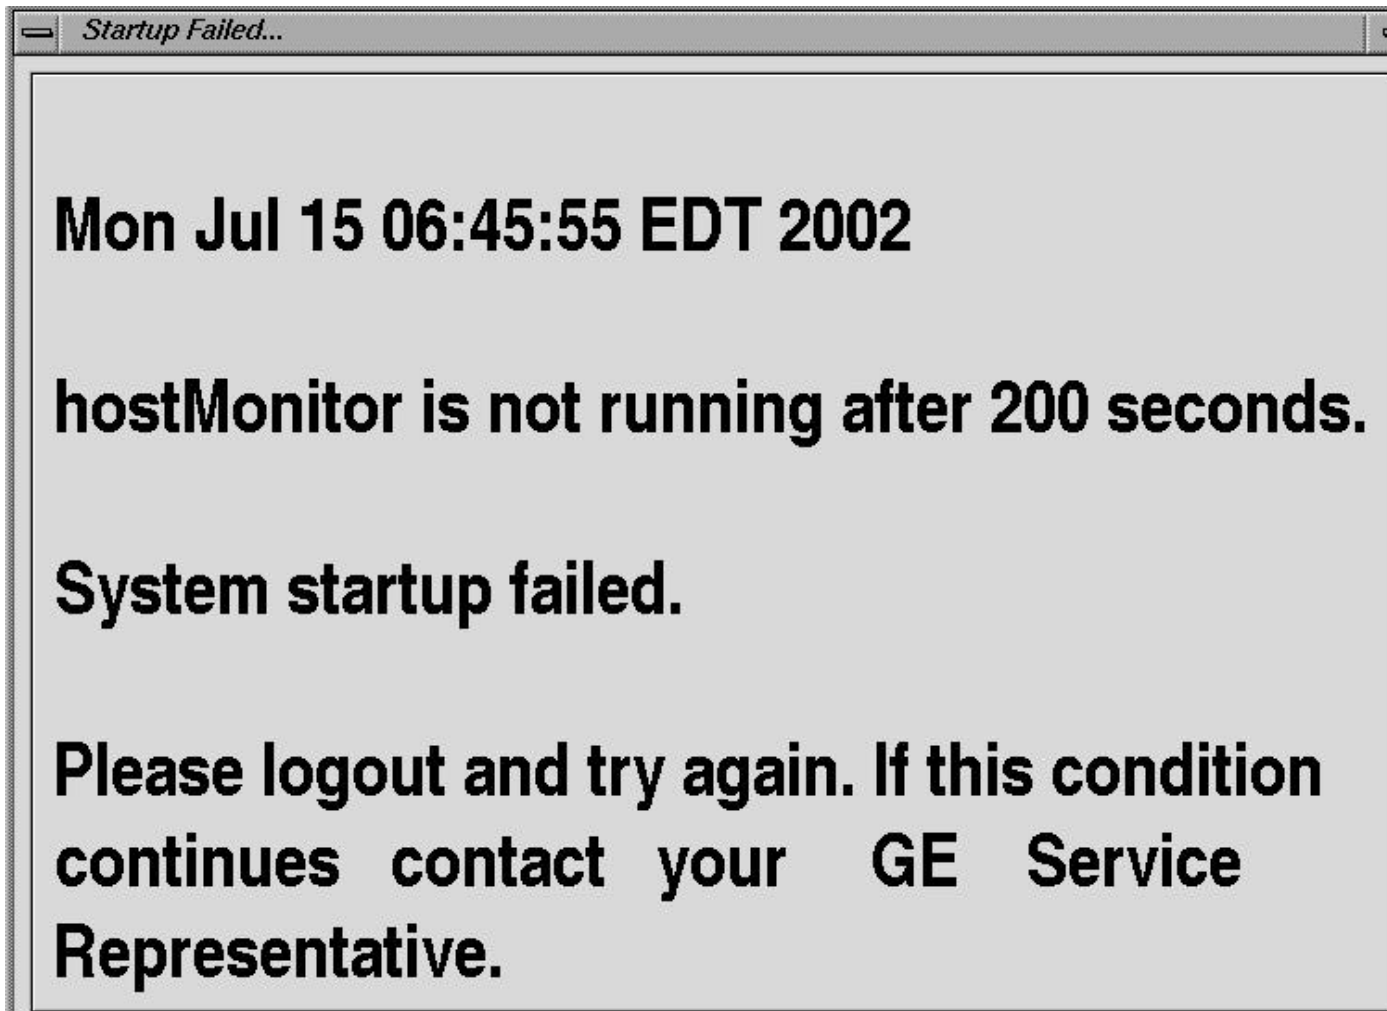 Startup Failed...
Mon Jul 15 06:45:55 EDT 2002
hostMonitor is not running after 200 seconds.
System startup failed.
Please logout and try again. If this condition
continues contact your GE Service
Representative.